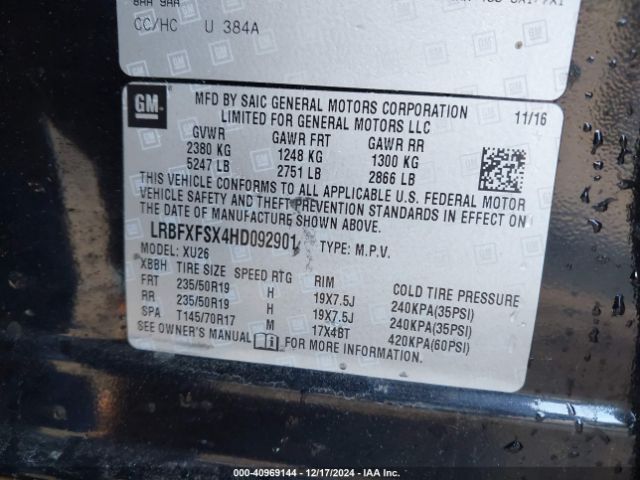 CC/HC U 384A
GM
MFD BY SAIC GENERAL MOTORS CORPORATION
LIMITED FOR GENERAL MOTORS LLC
11/16
GVWR GAWR FRT GAWR RR
2380 KG 1248 KG 1300 KG
5247 LB 2751 LB 2866 LB
THIS VEHICLE CONFORMS TO ALL APPLICABLE U.S. FEDERAL MOTOR
VEHICLE SAFETY AND THEFT PREVENTION STANDARDS IN EFFECT ON
THE DATE OF MANUFACTURE SHOWN ABOVE.
LRBFXFSX4HD092901 TYPE: M.P.V.
MODEL: XU26
XBBH TIRE SIZE SPEED RTG RIM COLD TIRE PRESSURE
FRT 235/50R19 H 19X7.5J 240KPA(35PSI)
RR 235/50R19 H 19X7.5J 240KPA(35PSI)
SPA T145/70R17 M 17X4BT 420KPA(60PSI)
SEE OWNER'S MANUAL FOR MORE INFORMATION.
000-40969144 - 12/17/2024 - IAA Inc.